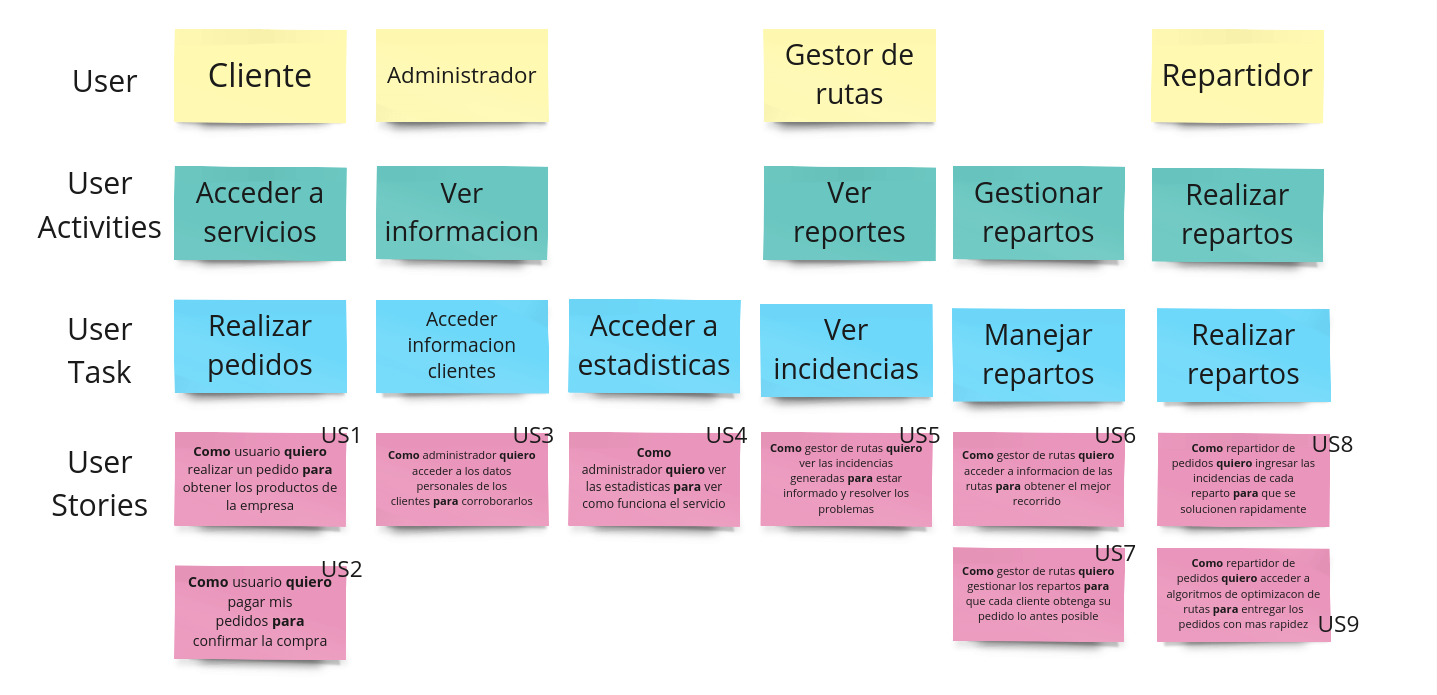 User
Cliente
Administrador
Gestor de
rutas
Repartidor
User
Activities
Acceder a
servicios
Ver
informacion
Ver
reportes
Gestionar
repartos
Realizar
repartos
User
Task
Realizar
pedidos
Acceder
informacion
clientes
Acceder a
estadisticas
Ver
incidencias
Manejar
repartos
Realizar
repartos
User
Stories
US1
Como usuario quiero
realizar un pedido para
obtener los productos de
la empresa
US3
Como administrador quiero
acceder a los datos
personales de los
clientes para corroborarlos
US4
Como
administrador quiero ver
las estadisticas para ver
como funciona el servicio
US5
Como gestor de rutas quiero
ver las incidencias
generadas para estar
informado y resolver los
problemas
US6
Como gestor de rutas quiero
acceder a informacion de las
rutas para obtener el mejor
recorrido
US8
Como repartidor de
pedidos quiero ingresar las
incidencias de cada
reparto para que se
solucionen rapidamente
US2
Como usuario quiero
pagar mis
pedidos para
confirmar la compra
US7
Como gestor de rutas quiero
gestionar los repartos para
que cada cliente obtenga su
pedido lo antes posible
Como repartidor de
pedidos quiero acceder a
algoritmos de optimizacon de
rutas para entregar los
pedidos con mas rapidez
US9